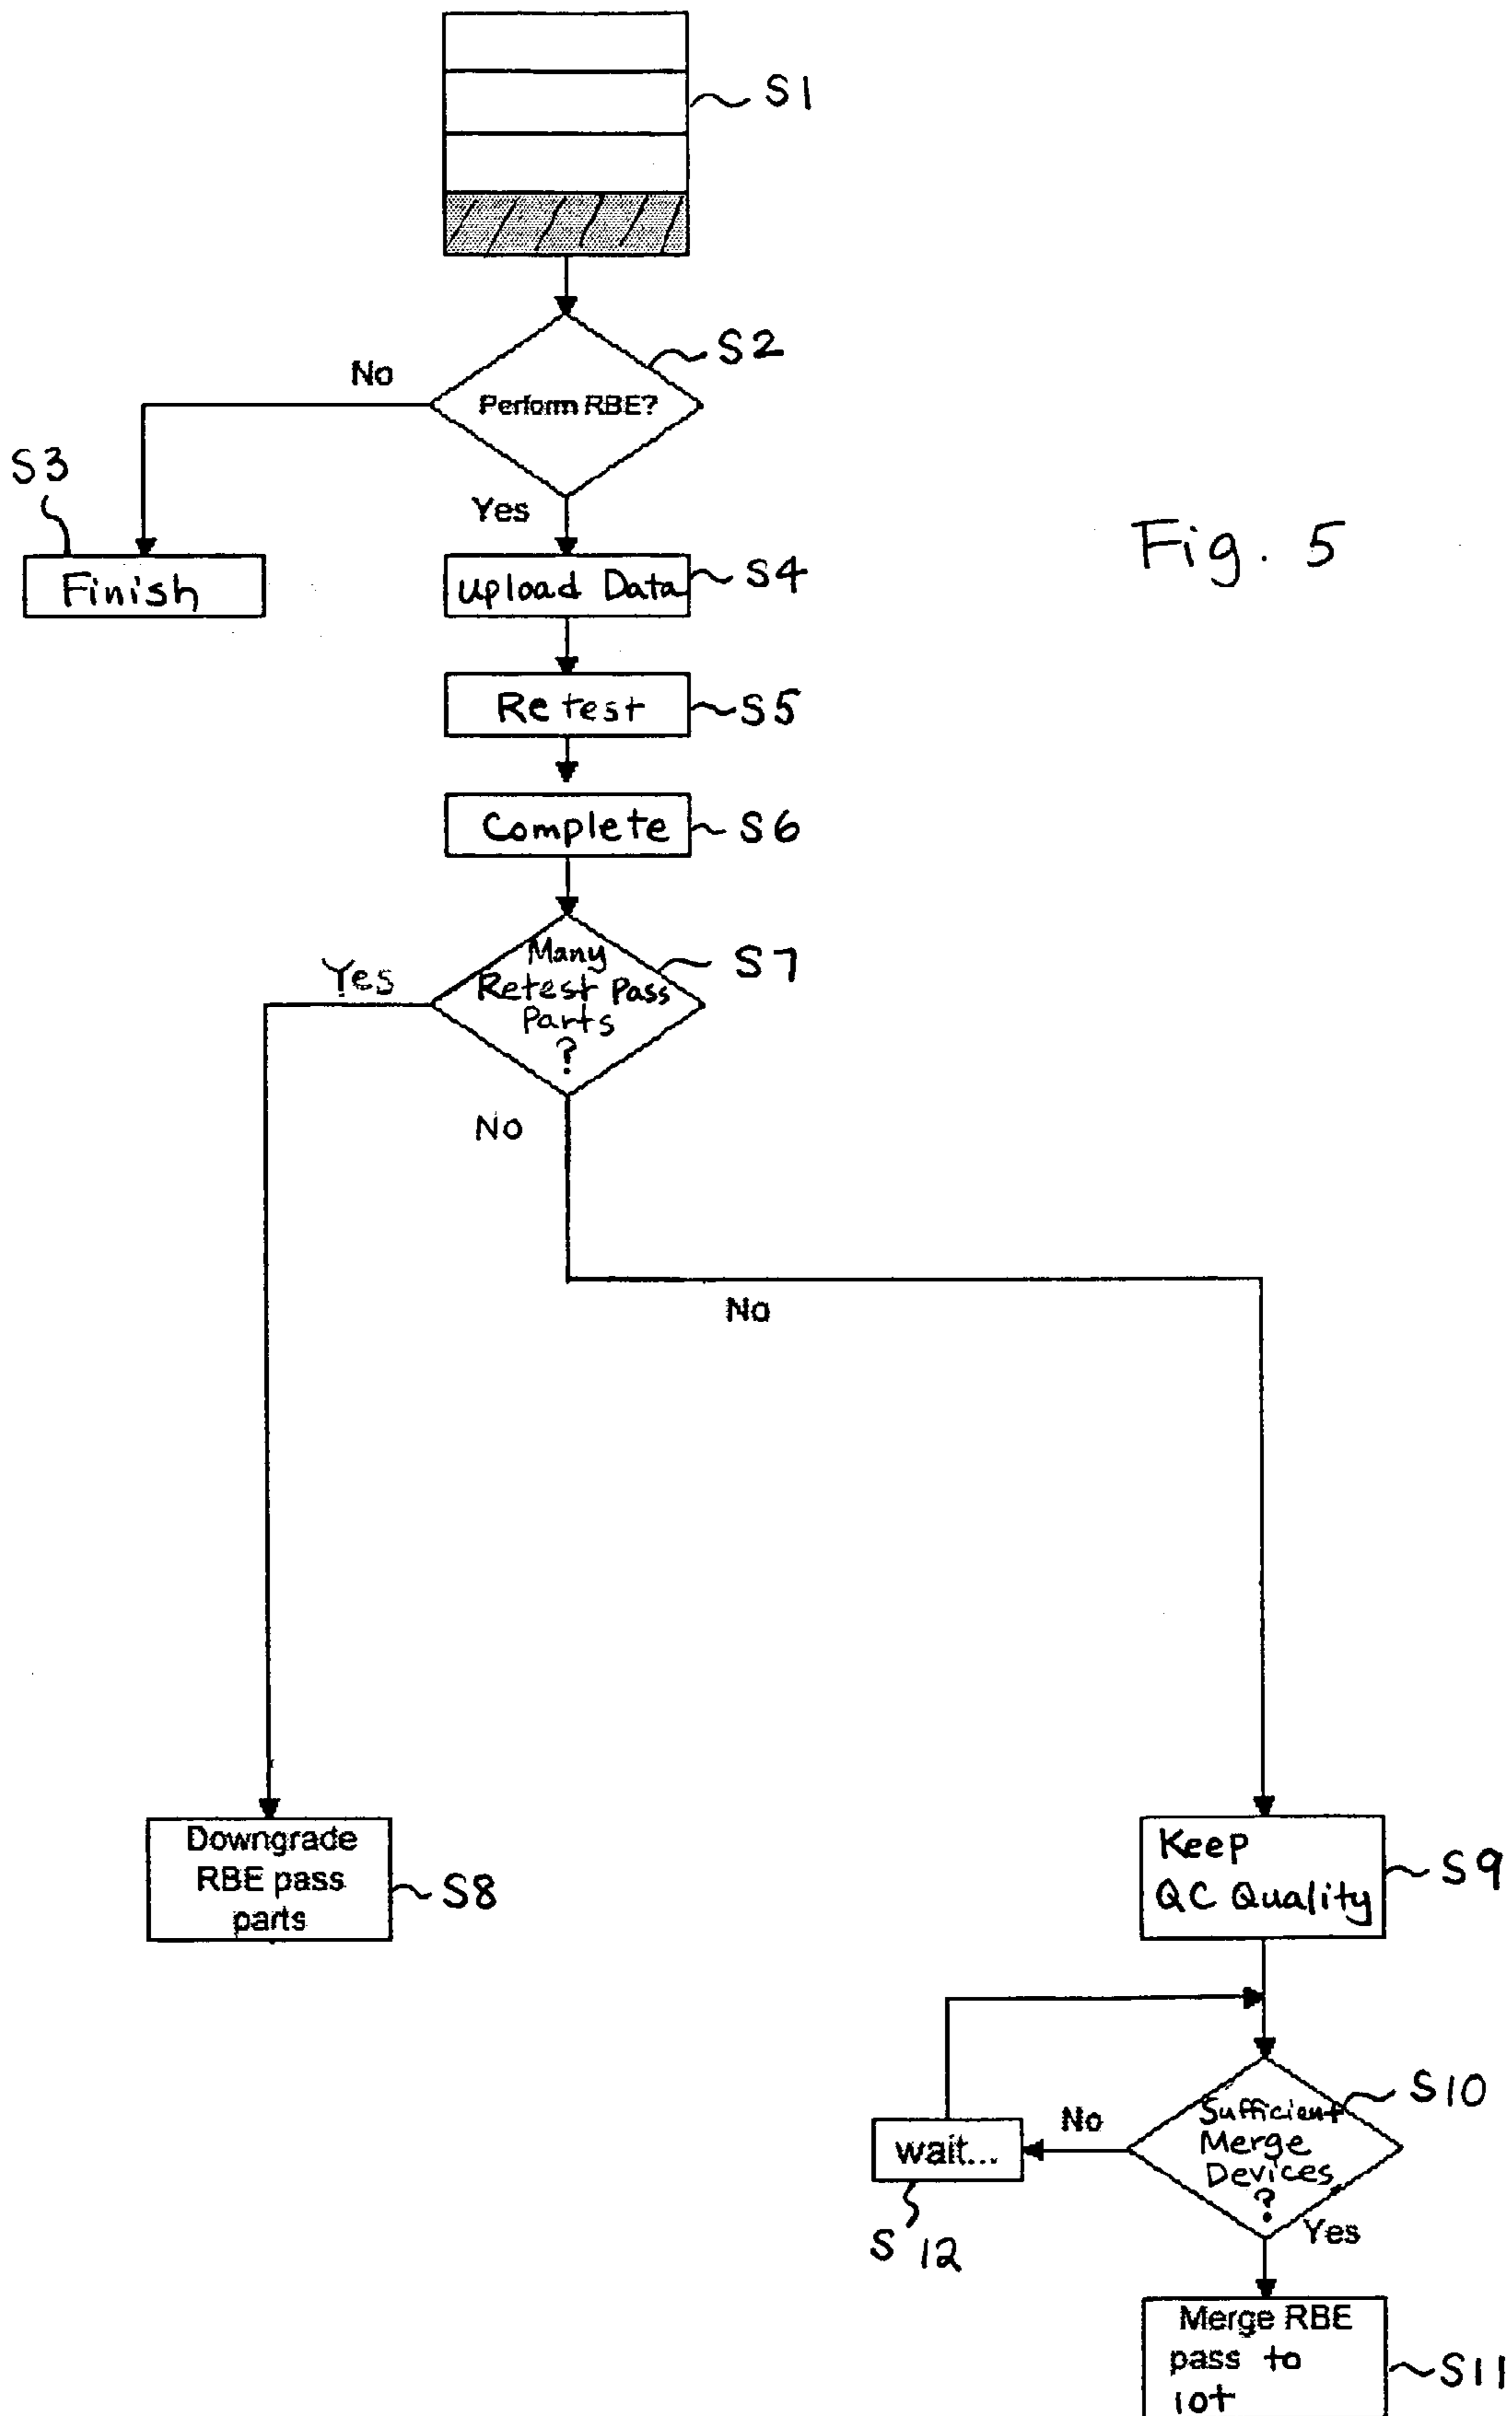 S1
S2
No
Perform RBE?
S3
Yes
Finish
upload Data
S4
Fig. 5
Retest
S5
Complete
S6
Many
Retest Pass
Parts
?
S7
Yes
No
No
Downgrade
RBE pass
parts
S8
Keep
QC Quality
S9
Sufficient
Merge
Devices
?
S10
No
wait...
S12
Yes
Merge RBE
pass to
lot
S11